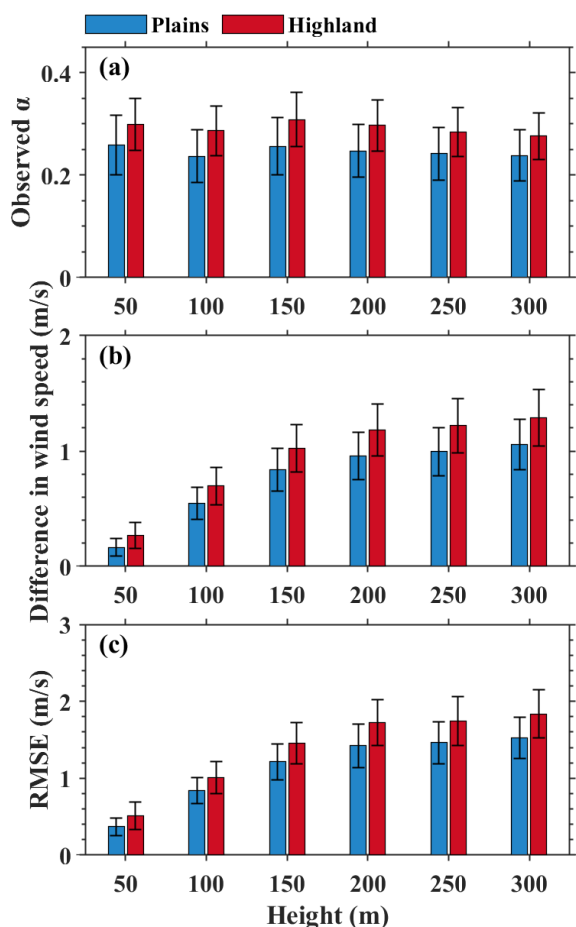 Plains Highland
(a)
Observed α
0.4
0.2
0
50 100 150 200 250 300
(b)
Difference in wind speed (m/s)
2
1
0
50 100 150 200 250 300
(c)
RMSE (m/s)
3
2
1
0
50 100 150 200 250 300
Height (m)